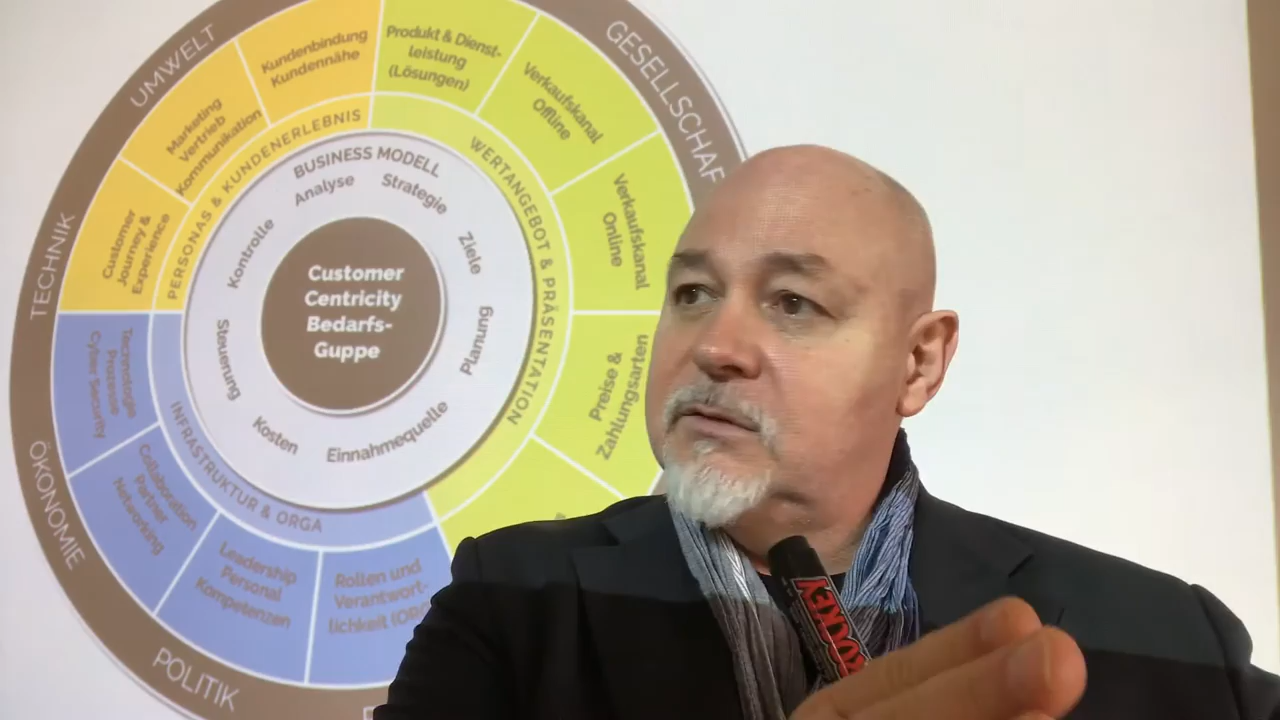 UMWELT
GESELLSCHAF
TECHNIK
ÖKONOMIE
POLITIK
Kundenbindung
Kundennähe
Produkt & Dienst-
leistung
(Lösungen)
Verkaufskanal
Offline
Verkaufskanal
Online
Preise &
Zahlungsarten
Marketing
Vertrieb
Kommunikation
Customer
Journey &
Experience
Tecnologie
Prozesse
Cyber Security
Collaboration
Partner
Networking
Leadership
Personal
Kompetenzen
Rollen und
Verantwort-
lichkeit (ORG
PERSONAS & KUNDENERLEBNIS
WERTANGEBOT & PRÄSENTATION
INFRASTRUKTUR & ORGA
BUSINESS MODELL
Analyse
Strategie
Ziele
Planung
Einnahmequelle
Kosten
Steuerung
Kontrolle
Customer
Centricity
Bedarfs-
Guppe